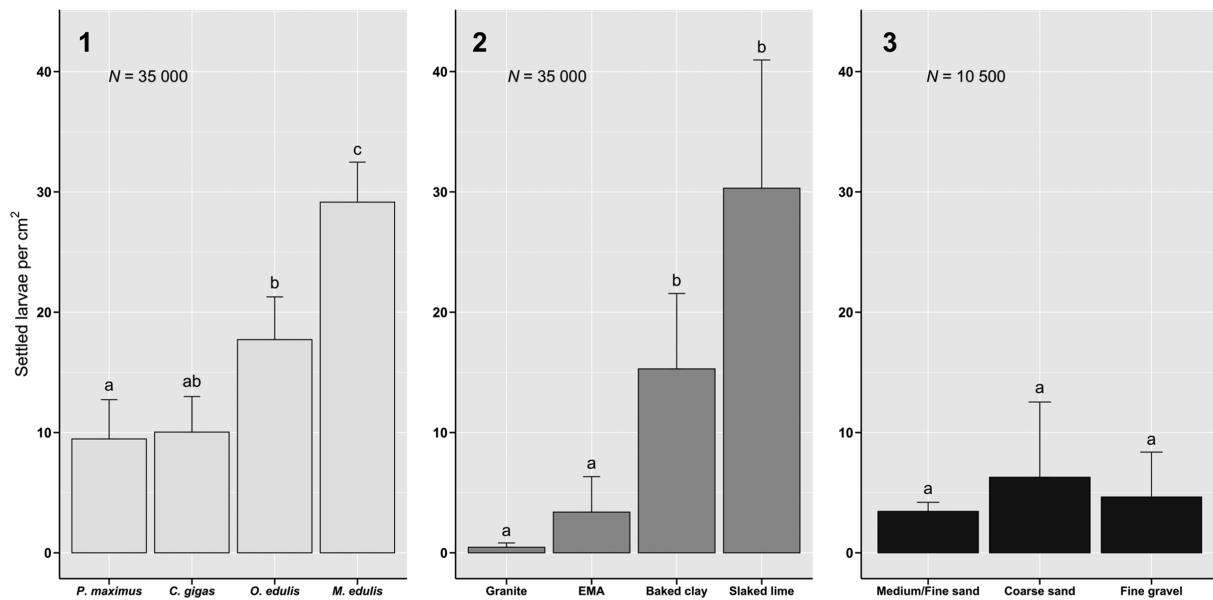 Settled larvae per cm²
1
N = 35 000
40
30
20
10
0
a
ab
b
c
P. maximus C. gigas O. edulis M. edulis
2
N = 35 000
40
30
20
10
0
a
a
b
b
Granite EMA Baked clay Slaked lime
3
N = 10 500
40
30
20
10
0
a
a
a
Medium/Fine sand Coarse sand Fine gravel